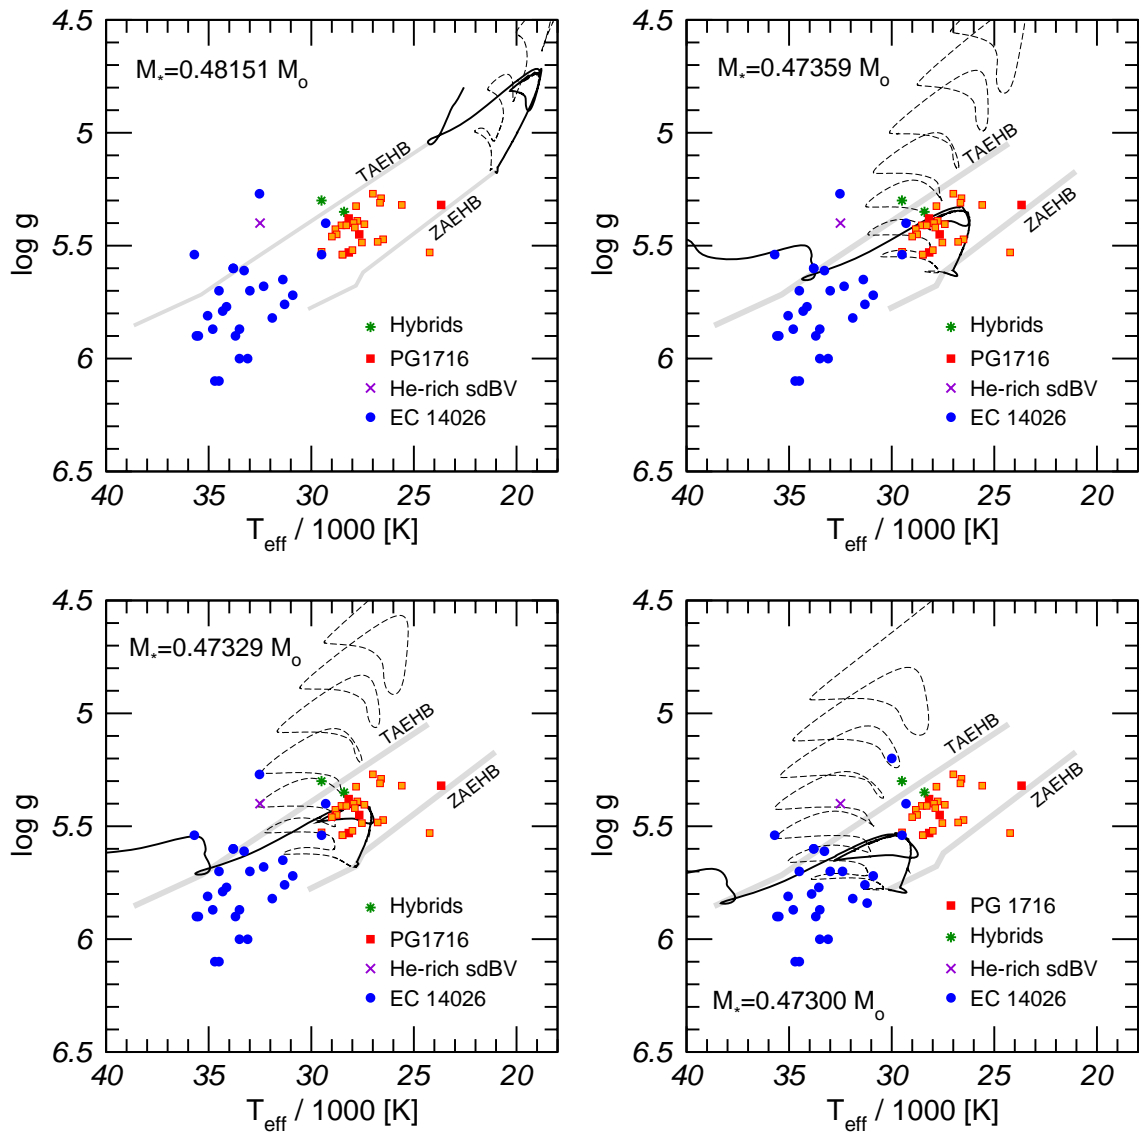 4.5
M*=0.48151 Mo
5
TAEHB
ZAEHB
log g
5.5
Hybrids
6
PG1716
He-rich sdBV
EC 14026
6.5
40 35 30 25 20
Teff / 1000 [K]
4.5
M*=0.47359 Mo
5
TAEHB
ZAEHB
log g
5.5
Hybrids
6
PG1716
He-rich sdBV
EC 14026
6.5
40 35 30 25 20
Teff / 1000 [K]
4.5
M*=0.47329 Mo
5
TAEHB
ZAEHB
log g
5.5
Hybrids
6
PG1716
He-rich sdBV
EC 14026
6.5
40 35 30 25 20
Teff / 1000 [K]
4.5
5
TAEHB
ZAEHB
log g
5.5
PG 1716
Hybrids
6
He-rich sdBV
EC 14026
M*=0.47300 Mo
6.5
40 35 30 25 20
Teff / 1000 [K]